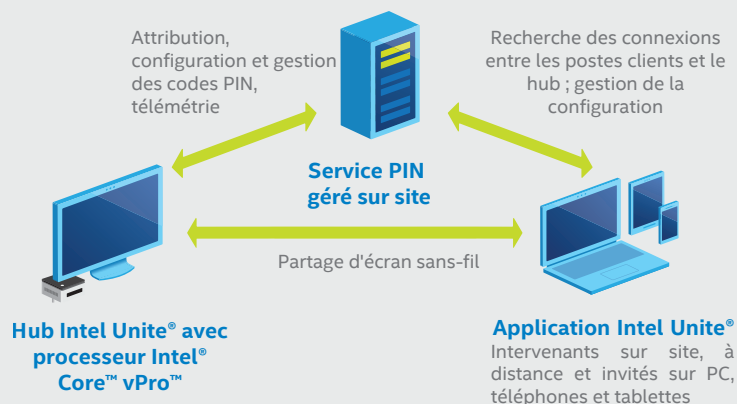 Attribution,
configuration et gestion
des codes PIN,
télémétrie
Recherche des connexions
entre les postes clients et le
hub ; gestion de la
configuration
Service PIN
géré sur site
Partage d'écran sans-fil
Hub Intel Unite® avec
processeur Intel®
Core™ vPro™
Application Intel Unite®
Intervenants sur site, à
distance et invités sur PC,
téléphones et tablettes